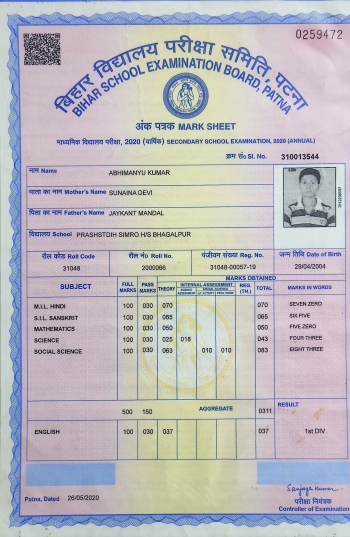 0259472
बिहार विद्यालय परीक्षा समिति, पटना
BIHAR SCHOOL EXAMINATION BOARD, PATNA
अंक पत्रक MARK SHEET
माध्यमिक विद्यालय परीक्षा, 2020 (वार्षिक) SECONDARY SCHOOL EXAMINATION, 2020 (ANNUAL)
क्रम सं० Sl. No. 310013544
नाम Name ABHIMANYU KUMAR
माता का नाम Mother's Name SUNAINA DEVI
पिता का नाम Father's Name JAYKANT MANDAL
विद्यालय School PRASHSTDIH SIMRO H/S BHAGALPUR
रौल कोड Roll Code रौल नं० Roll No. पंजीयन संख्या Reg. No. जन्म तिथि Date of Birth
31048 2000066 31048-00057-19 29/04/2004
SUBJECT FULL MARKS PASS MARKS MARKS OBTAINED MARKS IN WORDS
THEORY INTERNAL ASSESSMENT REG. (TH.) TOTAL
M.I.L. HINDI 100 030 070 070 SEVEN ZERO
S.I.L. SANSKRIT 100 030 065 065 SIX FIVE
MATHEMATICS 100 030 050 050 FIVE ZERO
SCIENCE 100 030 025 018 043 FOUR THREE
SOCIAL SCIENCE 100 030 063 010 010 083 EIGHT THREE
500 150 AGGREGATE 0311 RESULT
ENGLISH 100 030 037 037 1st DIV.
Patna, Dated 26/05/2020
Sanjay Kumar
परीक्षा नियंत्रक
Controller of Examination